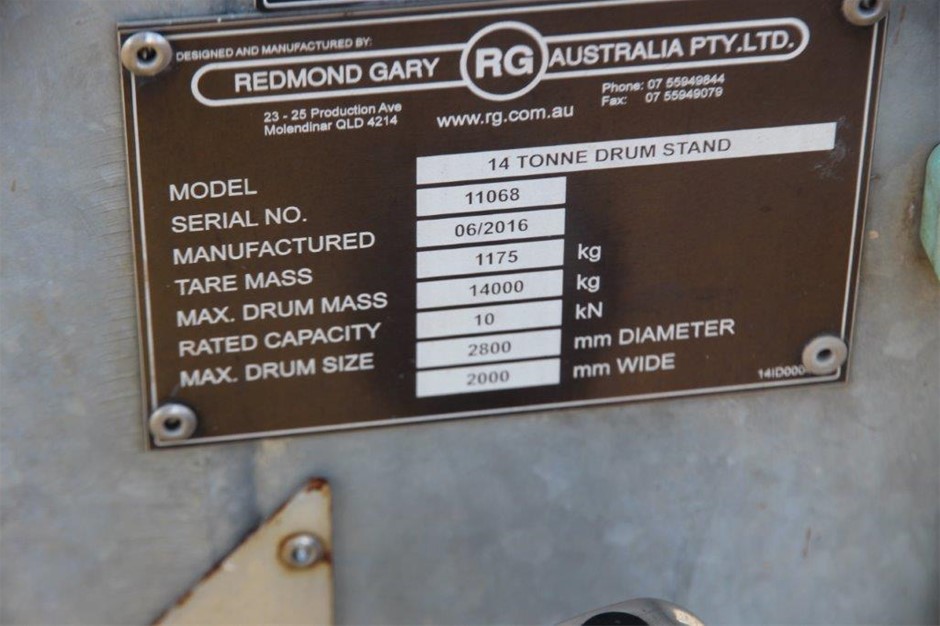 DESIGNED AND MANUFACTURED BY:
REDMOND GARY RG AUSTRALIA PTY.LTD.
23 - 25 Production Ave
Molendinar QLD 4214
www.rg.com.au
Phone: 07 55949844
Fax: 07 55949079
MODEL 14 TONNE DRUM STAND
SERIAL NO. 11068
MANUFACTURED 06/2016
TARE MASS 1175 kg
MAX. DRUM MASS 14000 kg
RATED CAPACITY 10 kN
MAX. DRUM SIZE 2800 mm DIAMETER
2000 mm WIDE